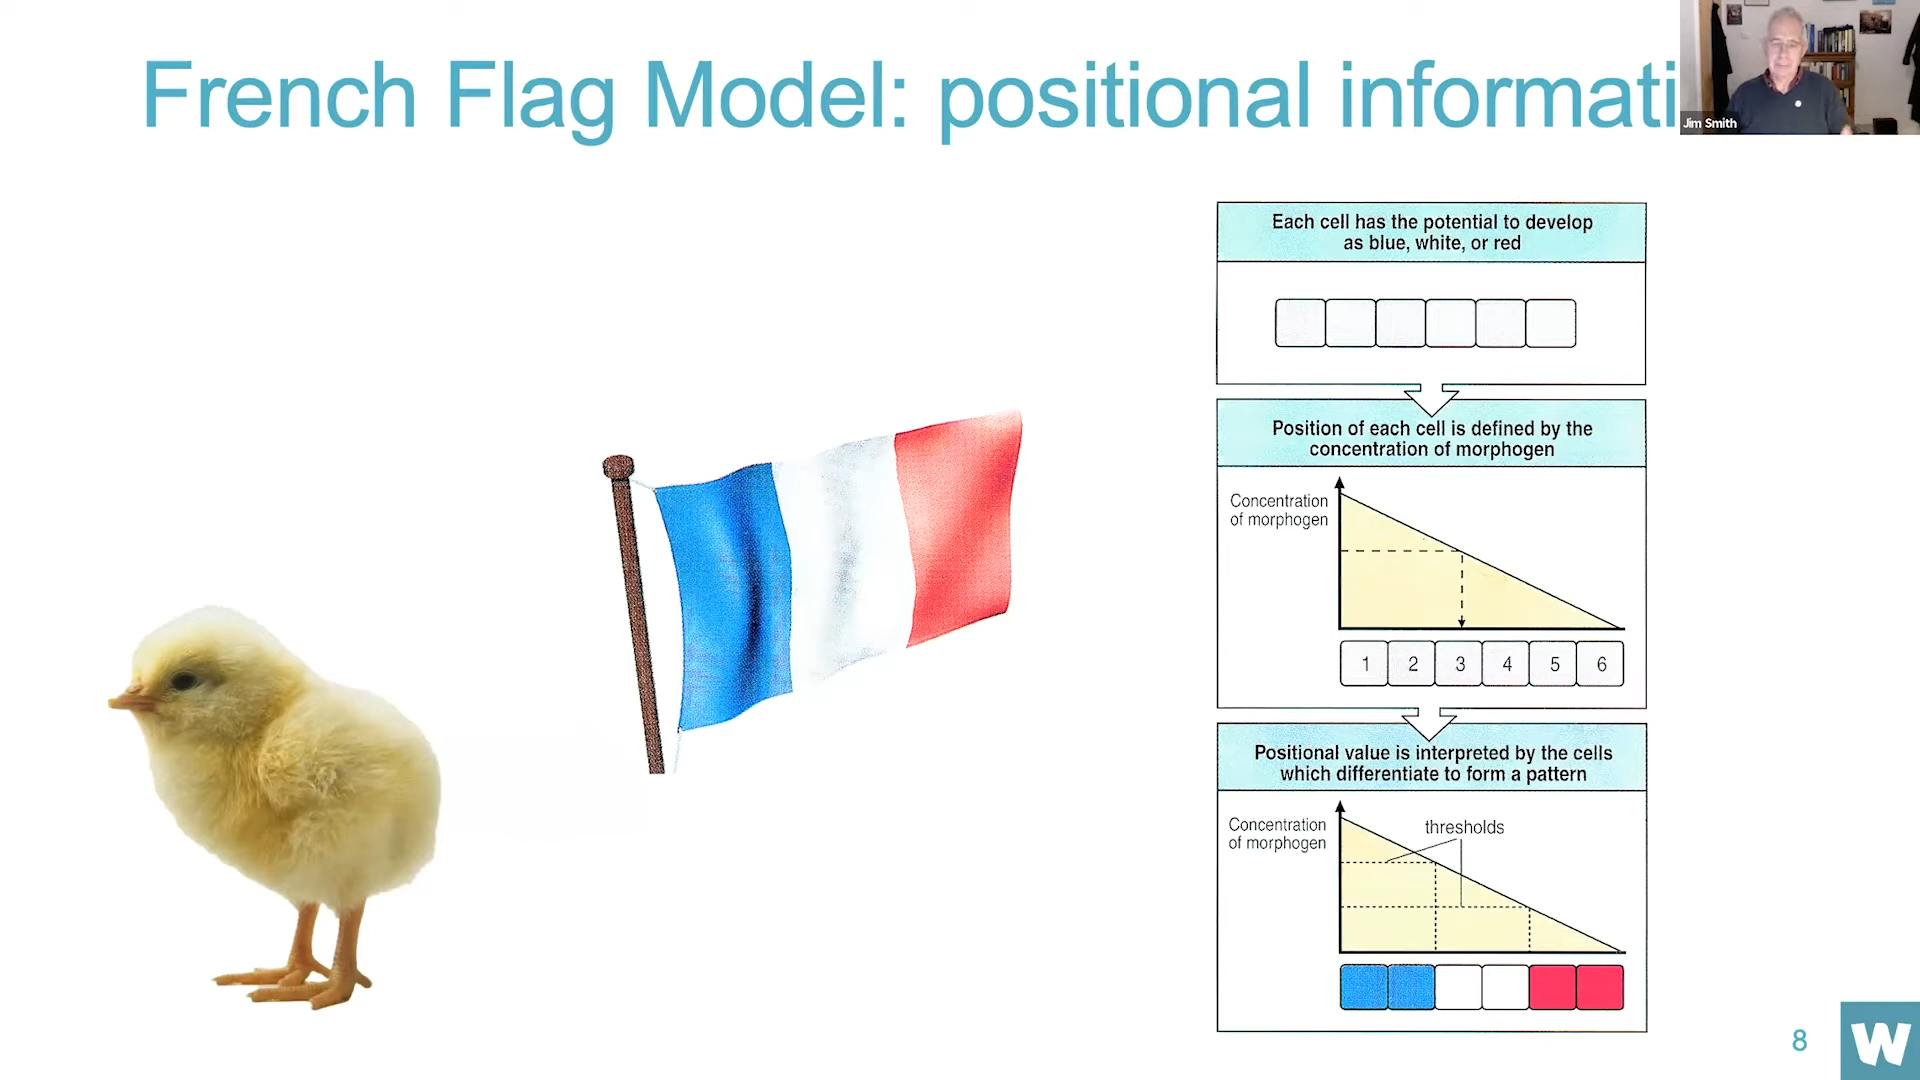 French Flag Model: positional informati
Jim Smith
Each cell has the potential to develop
as blue, white, or red
Position of each cell is defined by the
concentration of morphogen
Concentration
of morphogen
1 2 3 4 5 6
Positional value is interpreted by the cells
which differentiate to form a pattern
Concentration
of morphogen
thresholds
8
W